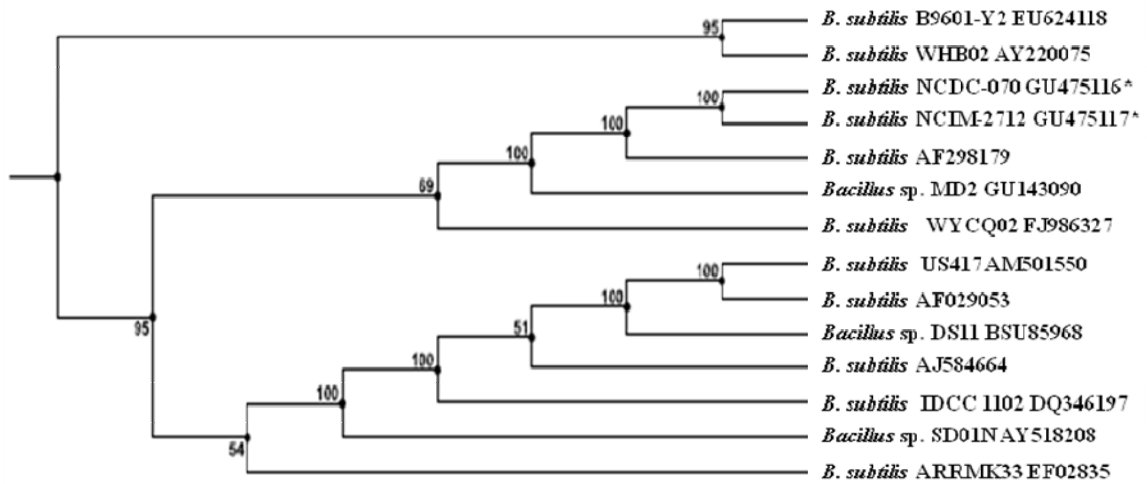 95
B. subtilis B9601-Y2 EU624118
B. subtilis WHB02 AY220075
100
B. subtilis NCDC-070 GU475116*
100
B. subtilis NCIM-2712 GU475117*
100
B. subtilis AF298179
69
Bacillus sp. MD2 GU143090
B. subtilis WYCQ02 FJ986327
95
100
B. subtilis US417 AM501550
100
B. subtilis AF029053
51
Bacillus sp. DS11 BSU85968
100
B. subtilis AJ584664
100
B. subtilis IDCC 1102 DQ346197
54
Bacillus sp. SD01N AY518208
B. subtilis ARRMK33 EF02835